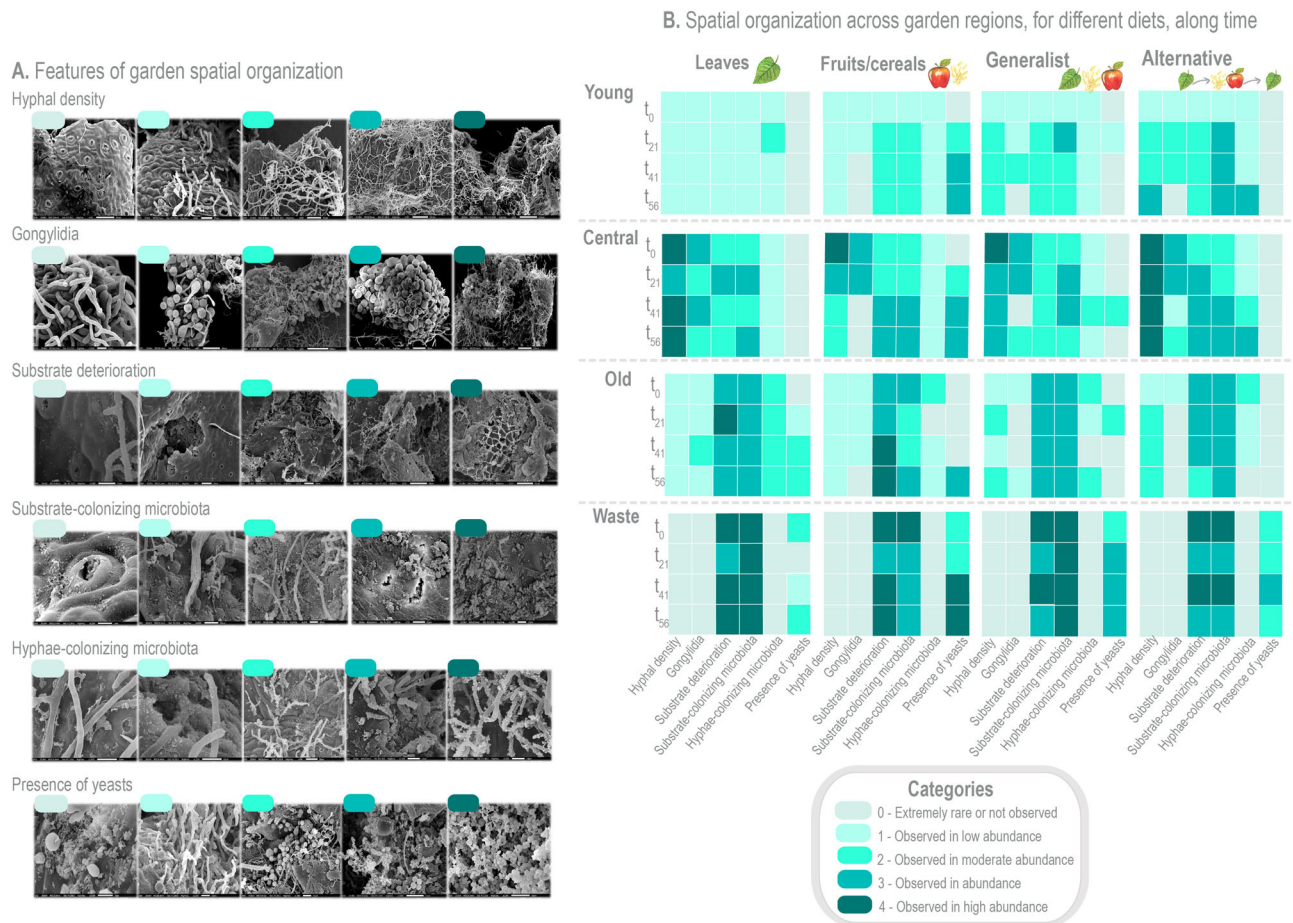 A. Features of garden spatial organization
Hyphal density
Gongylidia
Substrate deterioration
Substrate-colonizing microbiota
Hyphae-colonizing microbiota
Presence of yeasts
B. Spatial organization across garden regions, for different diets, along time
Leaves
Fruits/cereals
Generalist
Alternative
Young
t0
t21
t41
t56
Central
t0
t21
t41
t56
Old
t0
t21
t41
t56
Waste
t0
t21
t41
t56
Hyphal density
Gongylidia
Substrate deterioration
Substrate-colonizing microbiota
Hyphae-colonizing microbiota
Presence of yeasts
Hyphal density
Gongylidia
Substrate deterioration
Substrate-colonizing microbiota
Hyphae-colonizing microbiota
Presence of yeasts
Hyphal density
Gongylidia
Substrate deterioration
Substrate-colonizing microbiota
Hyphae-colonizing microbiota
Presence of yeasts
Hyphal density
Gongylidia
Substrate deterioration
Substrate-colonizing microbiota
Hyphae-colonizing microbiota
Presence of yeasts
Categories
0 - Extremely rare or not observed
1 - Observed in low abundance
2 - Observed in moderate abundance
3 - Observed in abundance
4 - Observed in high abundance